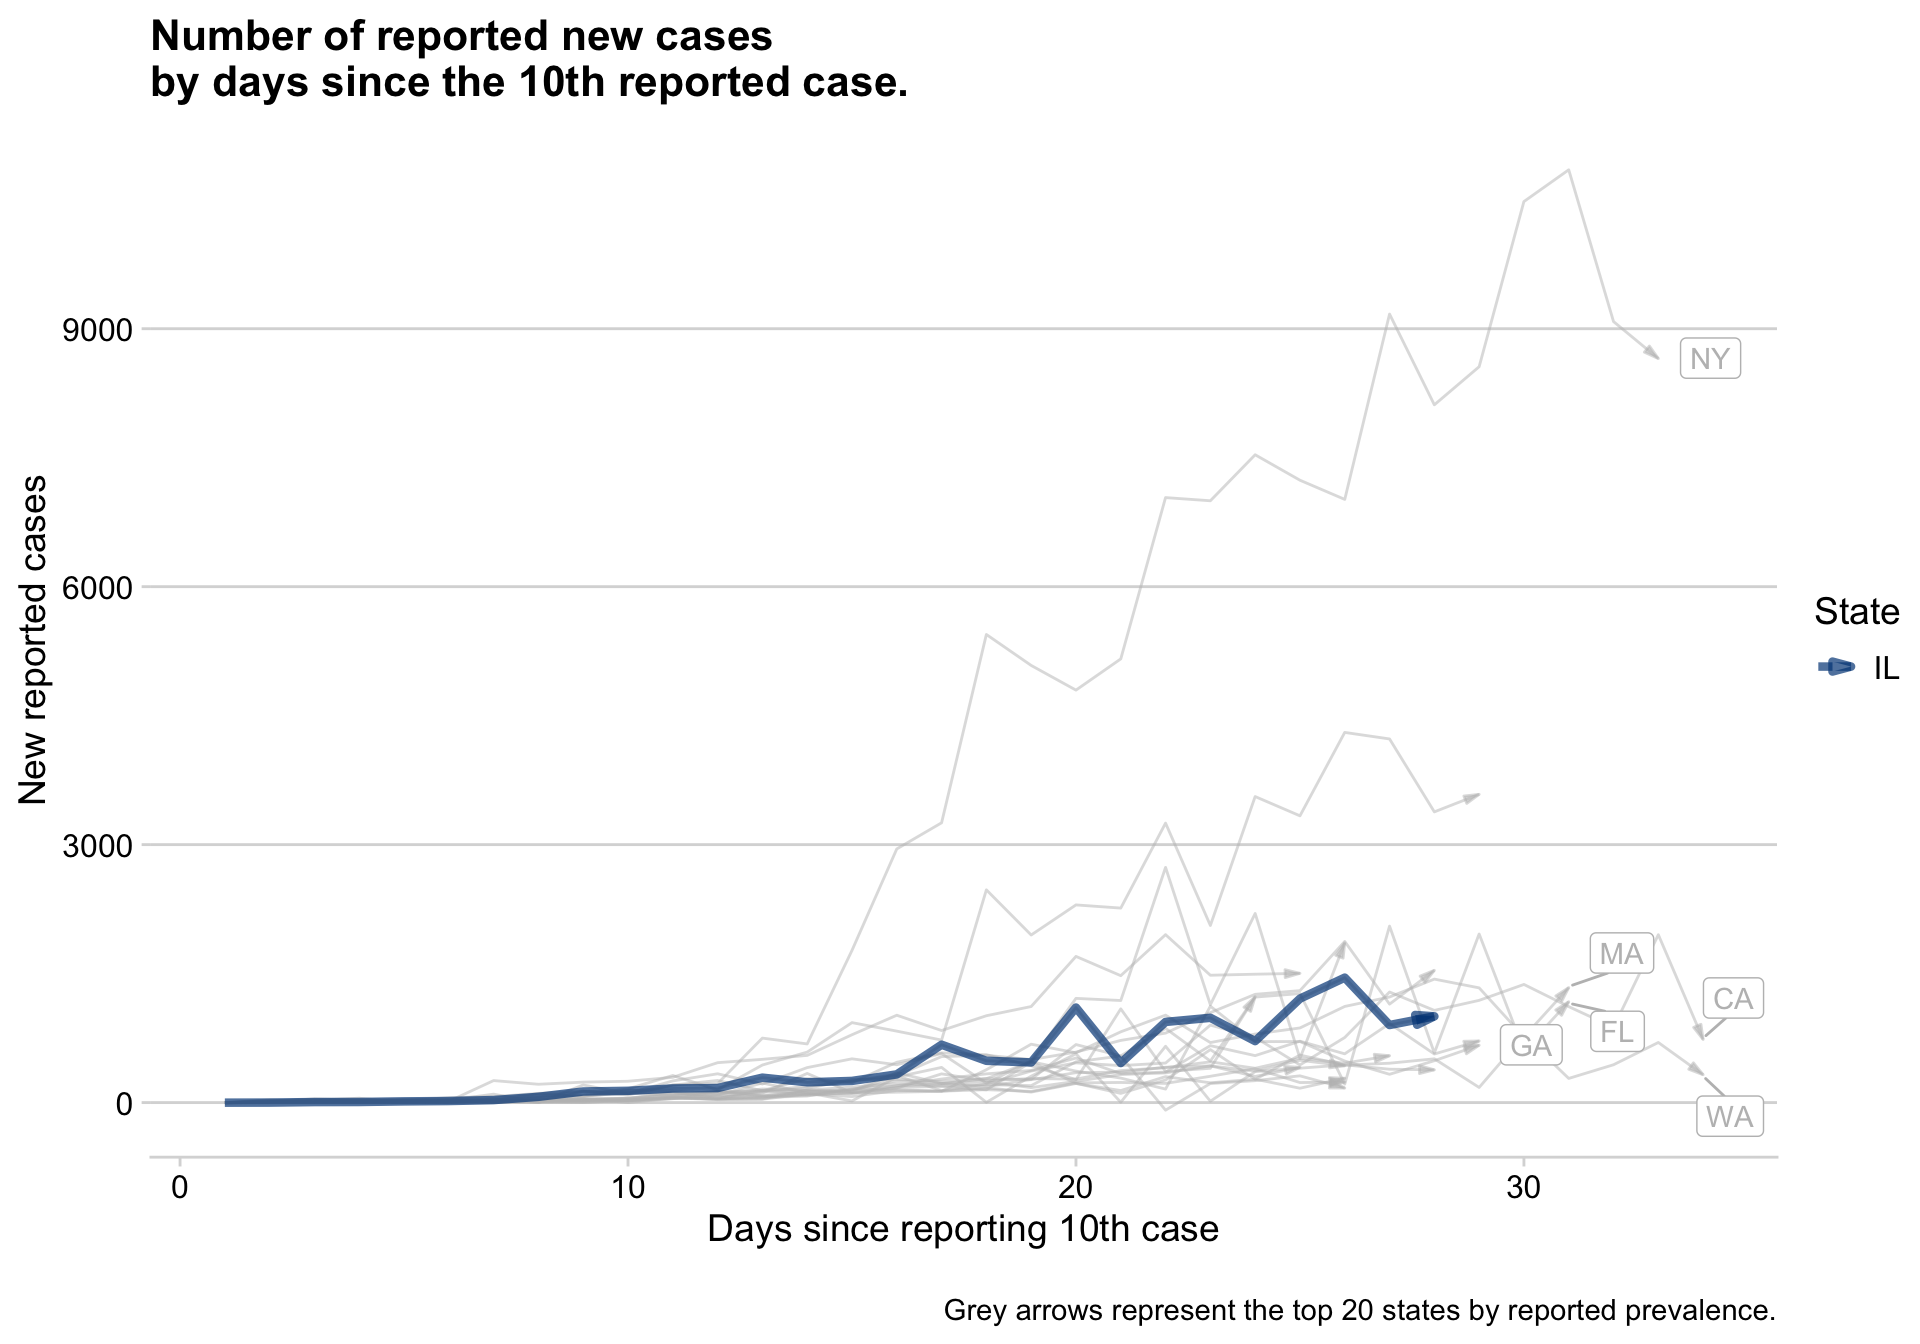 Number of reported new cases
by days since the 10th reported case.
New reported cases
9000
6000
3000
0
NY
MA
CA
FL
GA
WA
State
IL
0
10
20
30
Days since reporting 10th case
Grey arrows represent the top 20 states by reported prevalence.